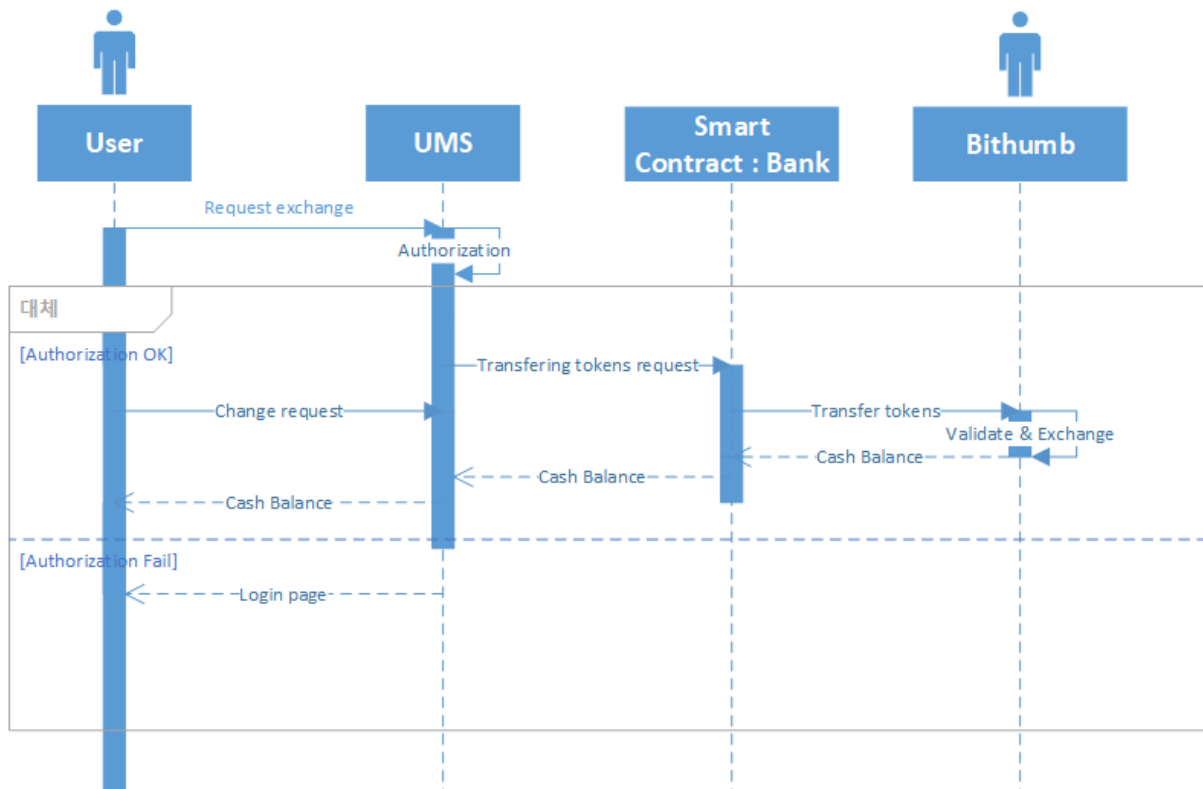 User
UMS
Smart
Contract : Bank
Bithumb
Request exchange
Authorization
대체
[Authorization OK]
Transfering tokens request
Change request
Transfer tokens
Validate & Exchange
Cash Balance
Cash Balance
Cash Balance
[Authorization Fail]
Login page